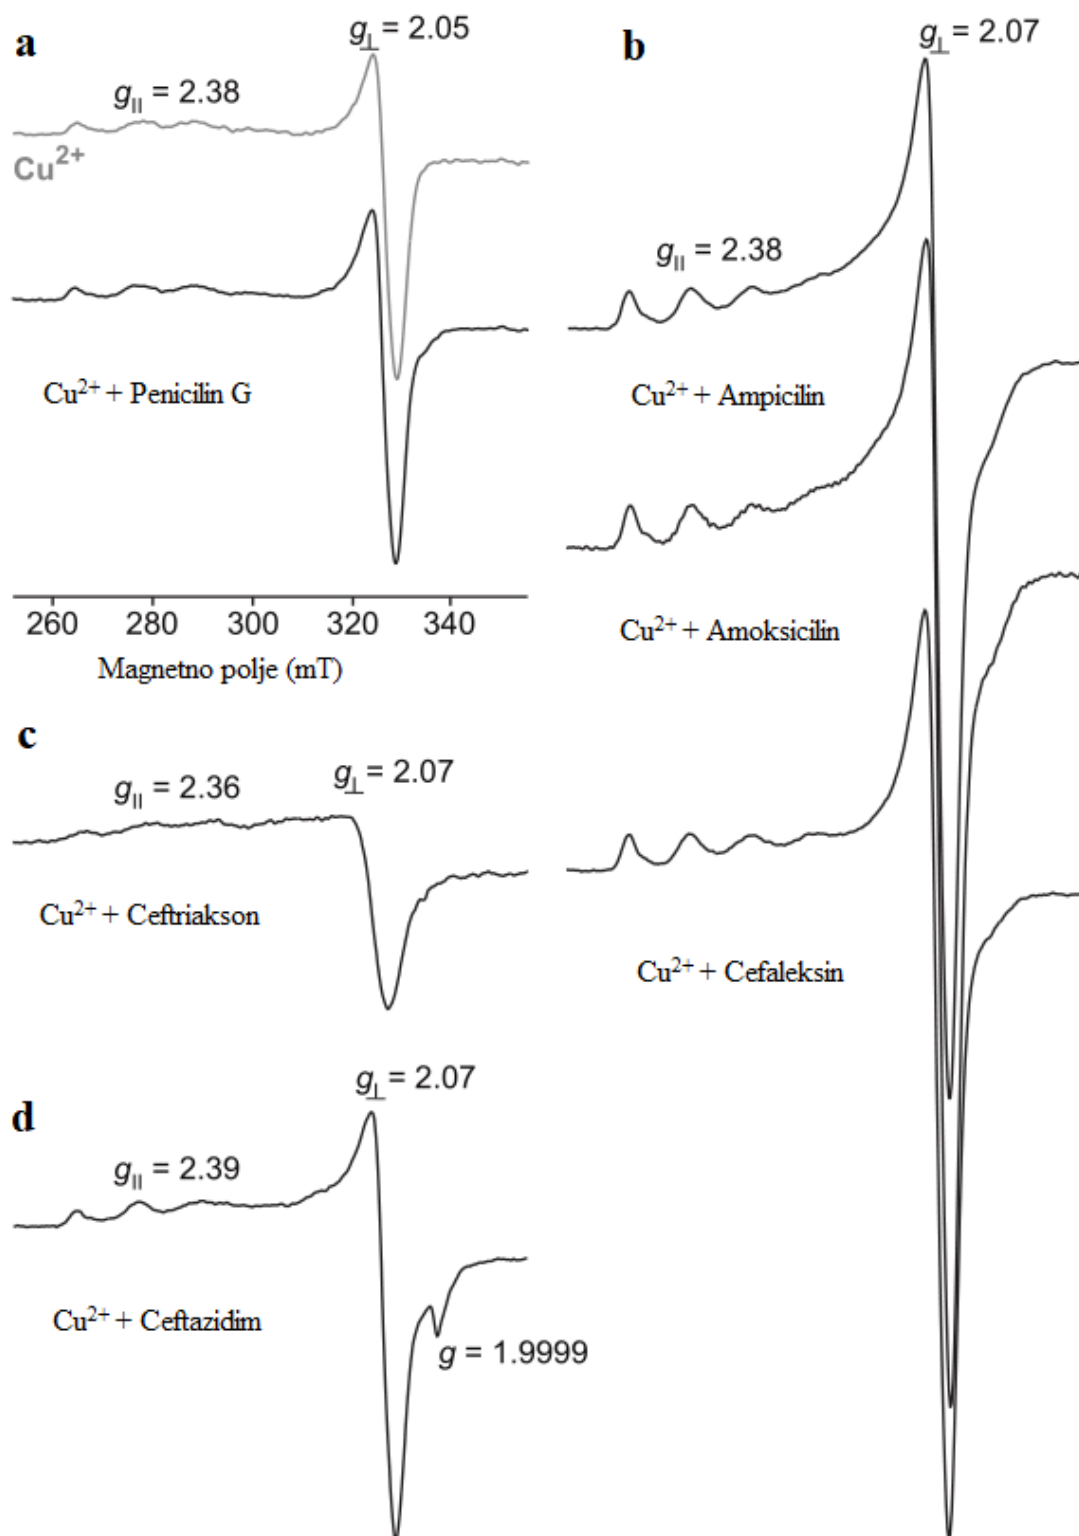 a
g⊥ = 2.05
g|| = 2.38
Cu²⁺
Cu²⁺ + Penicilin G
260 280 300 320 340
Magnetno polje (mT)
b
g⊥ = 2.07
g|| = 2.38
Cu²⁺ + Ampicilin
Cu²⁺ + Amoksicilin
Cu²⁺ + Cefaleksin
c
g|| = 2.36
g⊥ = 2.07
Cu²⁺ + Ceftriakson
d
g⊥ = 2.07
g|| = 2.39
Cu²⁺ + Ceftazidim
g = 1.9999